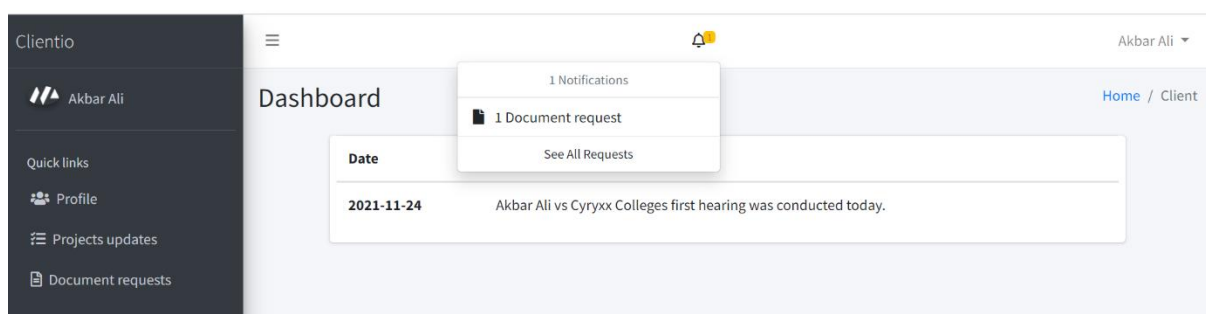 Clientio
1
Akbar Ali
Akbar Ali
Quick links
Profile
Projects updates
Document requests
1 Notifications
1 Document request
See All Requests
Dashboard
Home / Client
Date
2021-11-24 Akbar Ali vs Cyryxx Colleges first hearing was conducted today.